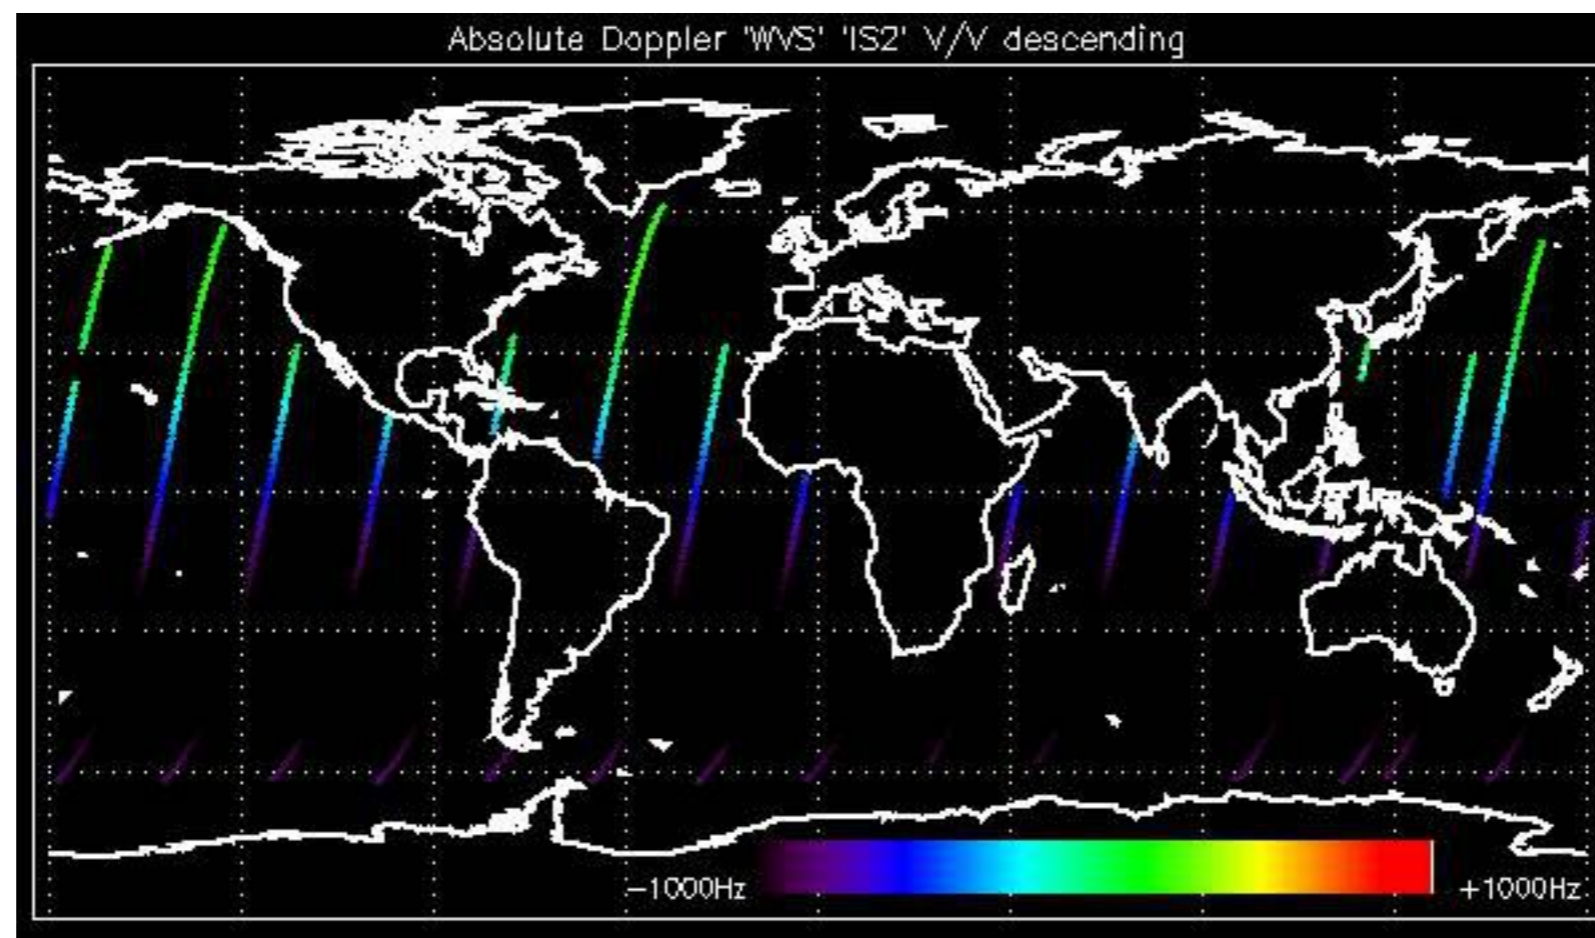 Absolute Doppler 'WVS' 'IS2' V/V descending
−1000Hz +1000Hz